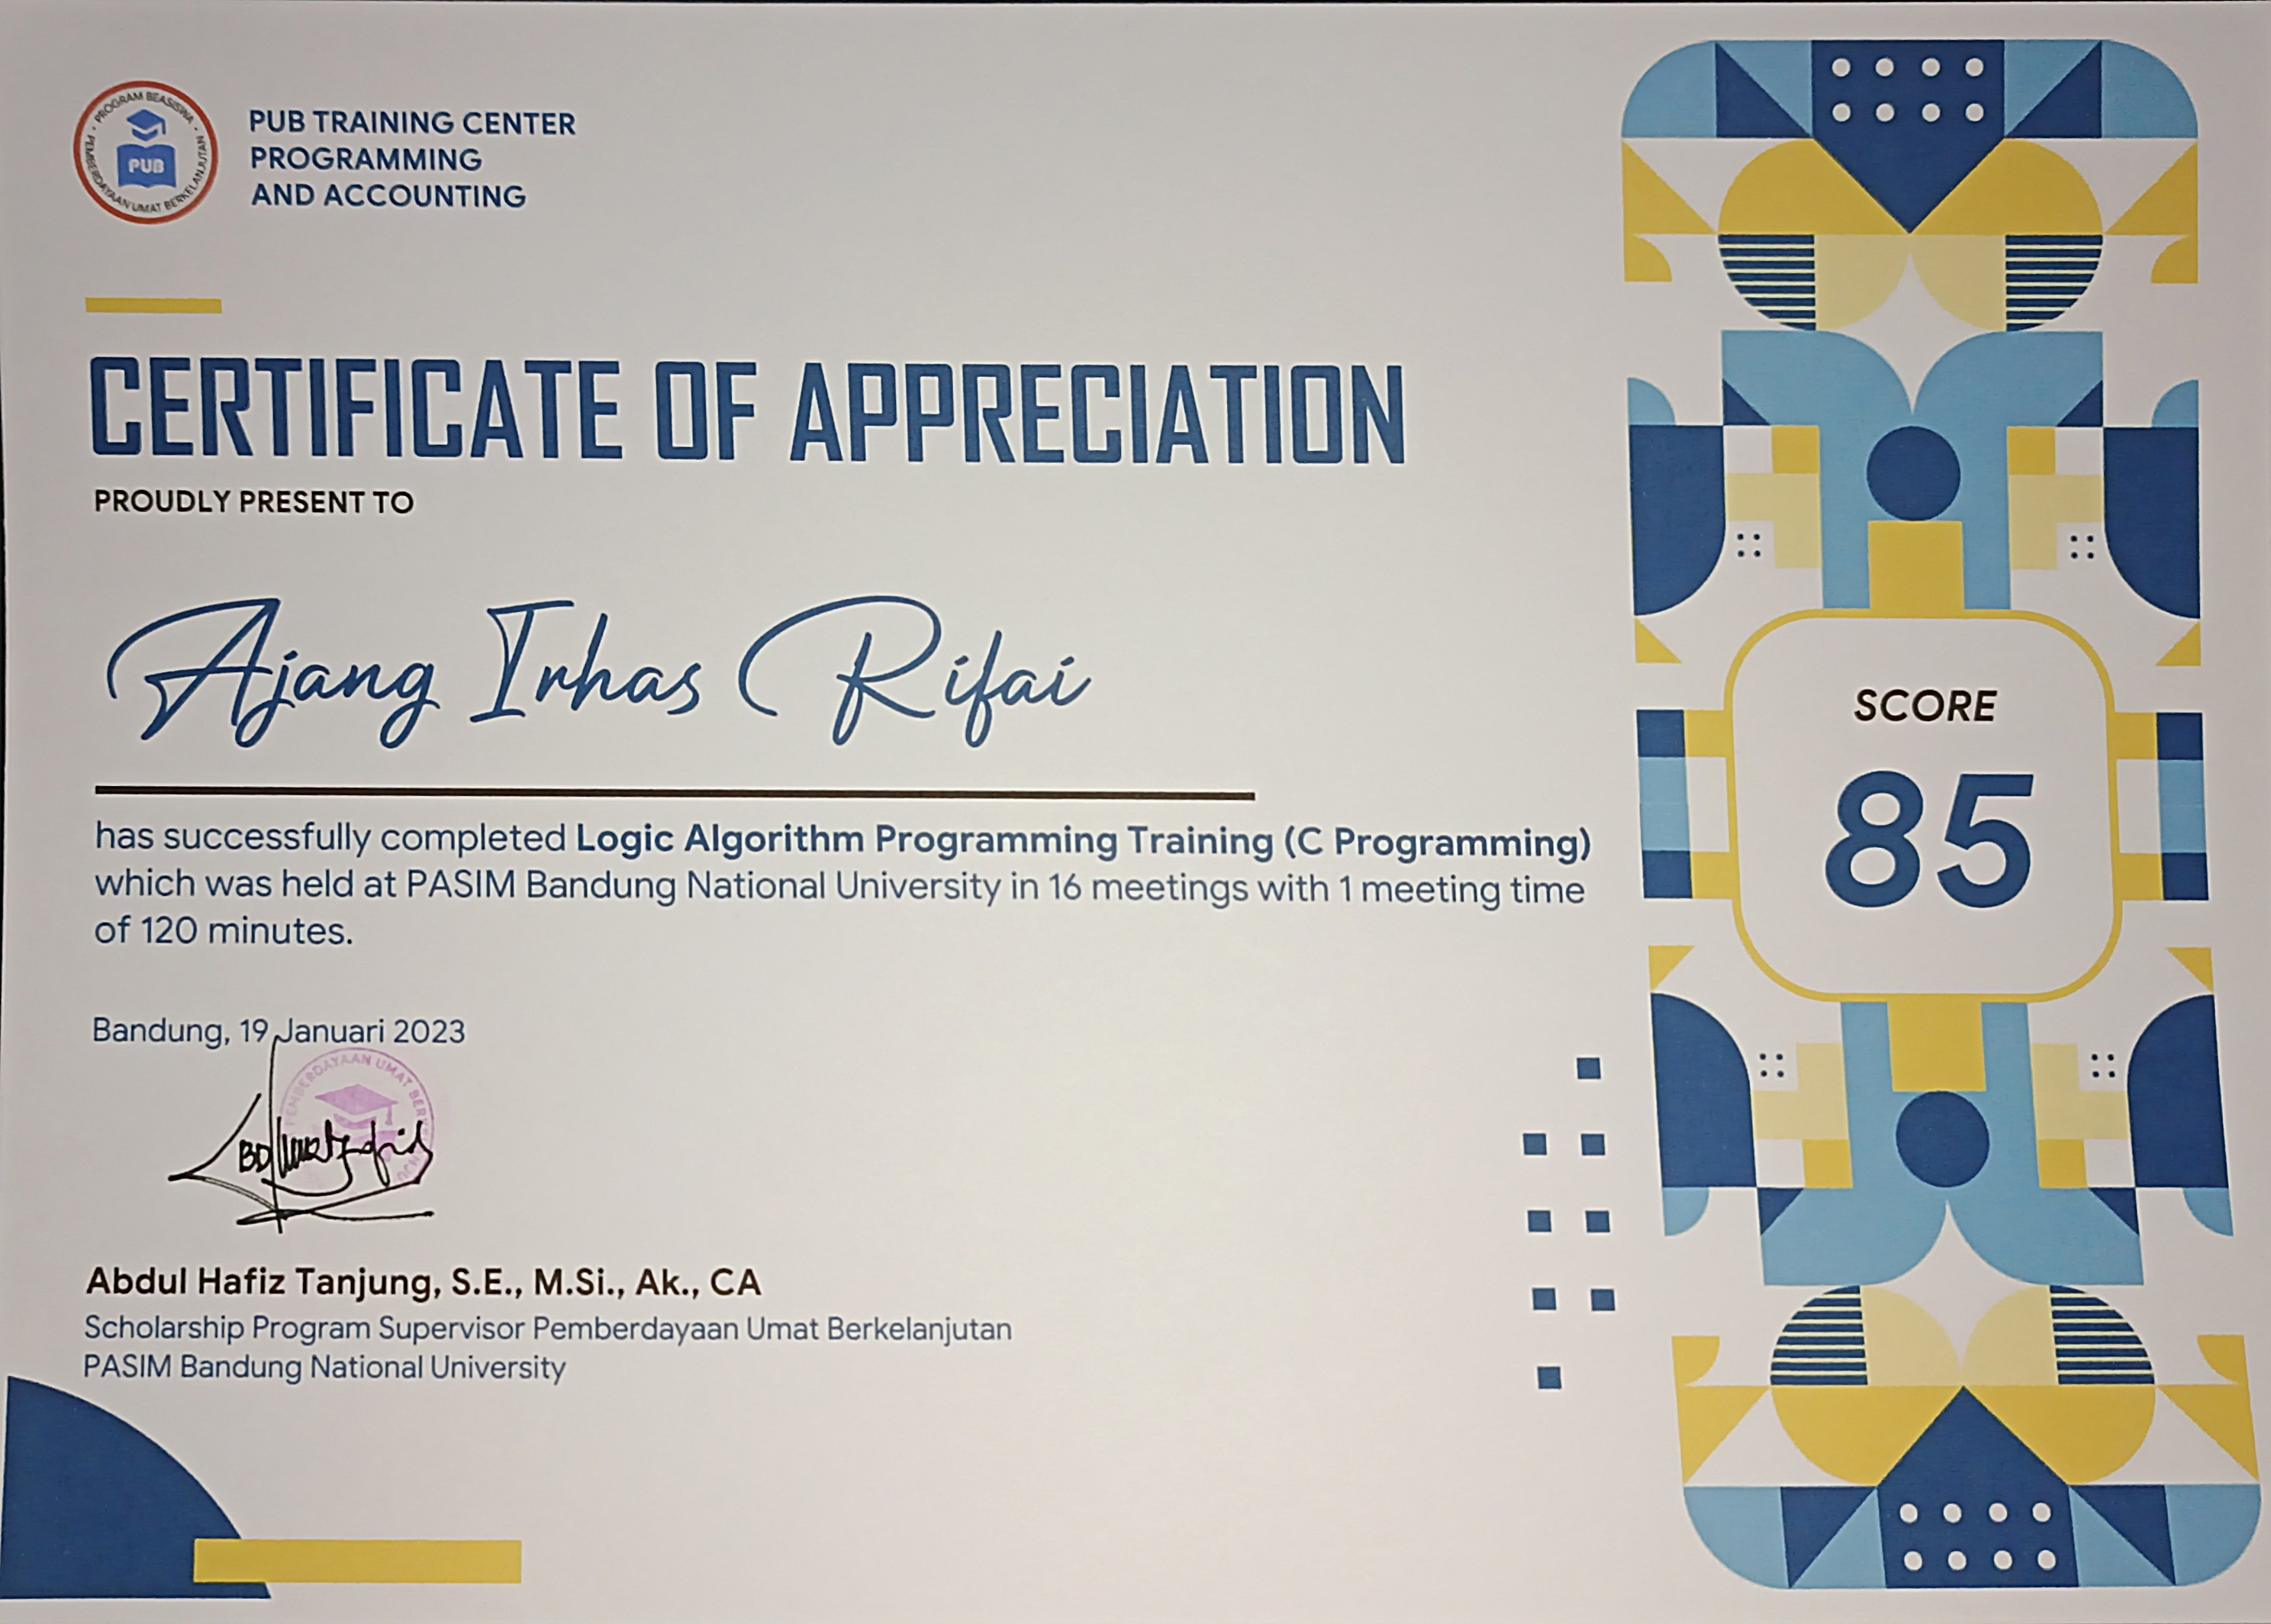 PROGRAM BEASISWA
PEMBERDAYAAN UMAT BERKELANJUTAN
PUB
PUB TRAINING CENTER
PROGRAMMING
AND ACCOUNTING
CERTIFICATE OF APPRECIATION
PROUDLY PRESENT TO
Ajang Irhas Rifai
has successfully completed Logic Algorithm Programming Training (C Programming)
which was held at PASIM Bandung National University in 16 meetings with 1 meeting time
of 120 minutes.
SCORE
85
Bandung, 19 Januari 2023
PEMBERDAYAAN UMAT
Abdul Hafiz Tanjung, S.E., M.Si., Ak., CA
Scholarship Program Supervisor Pemberdayaan Umat Berkelanjutan
PASIM Bandung National University